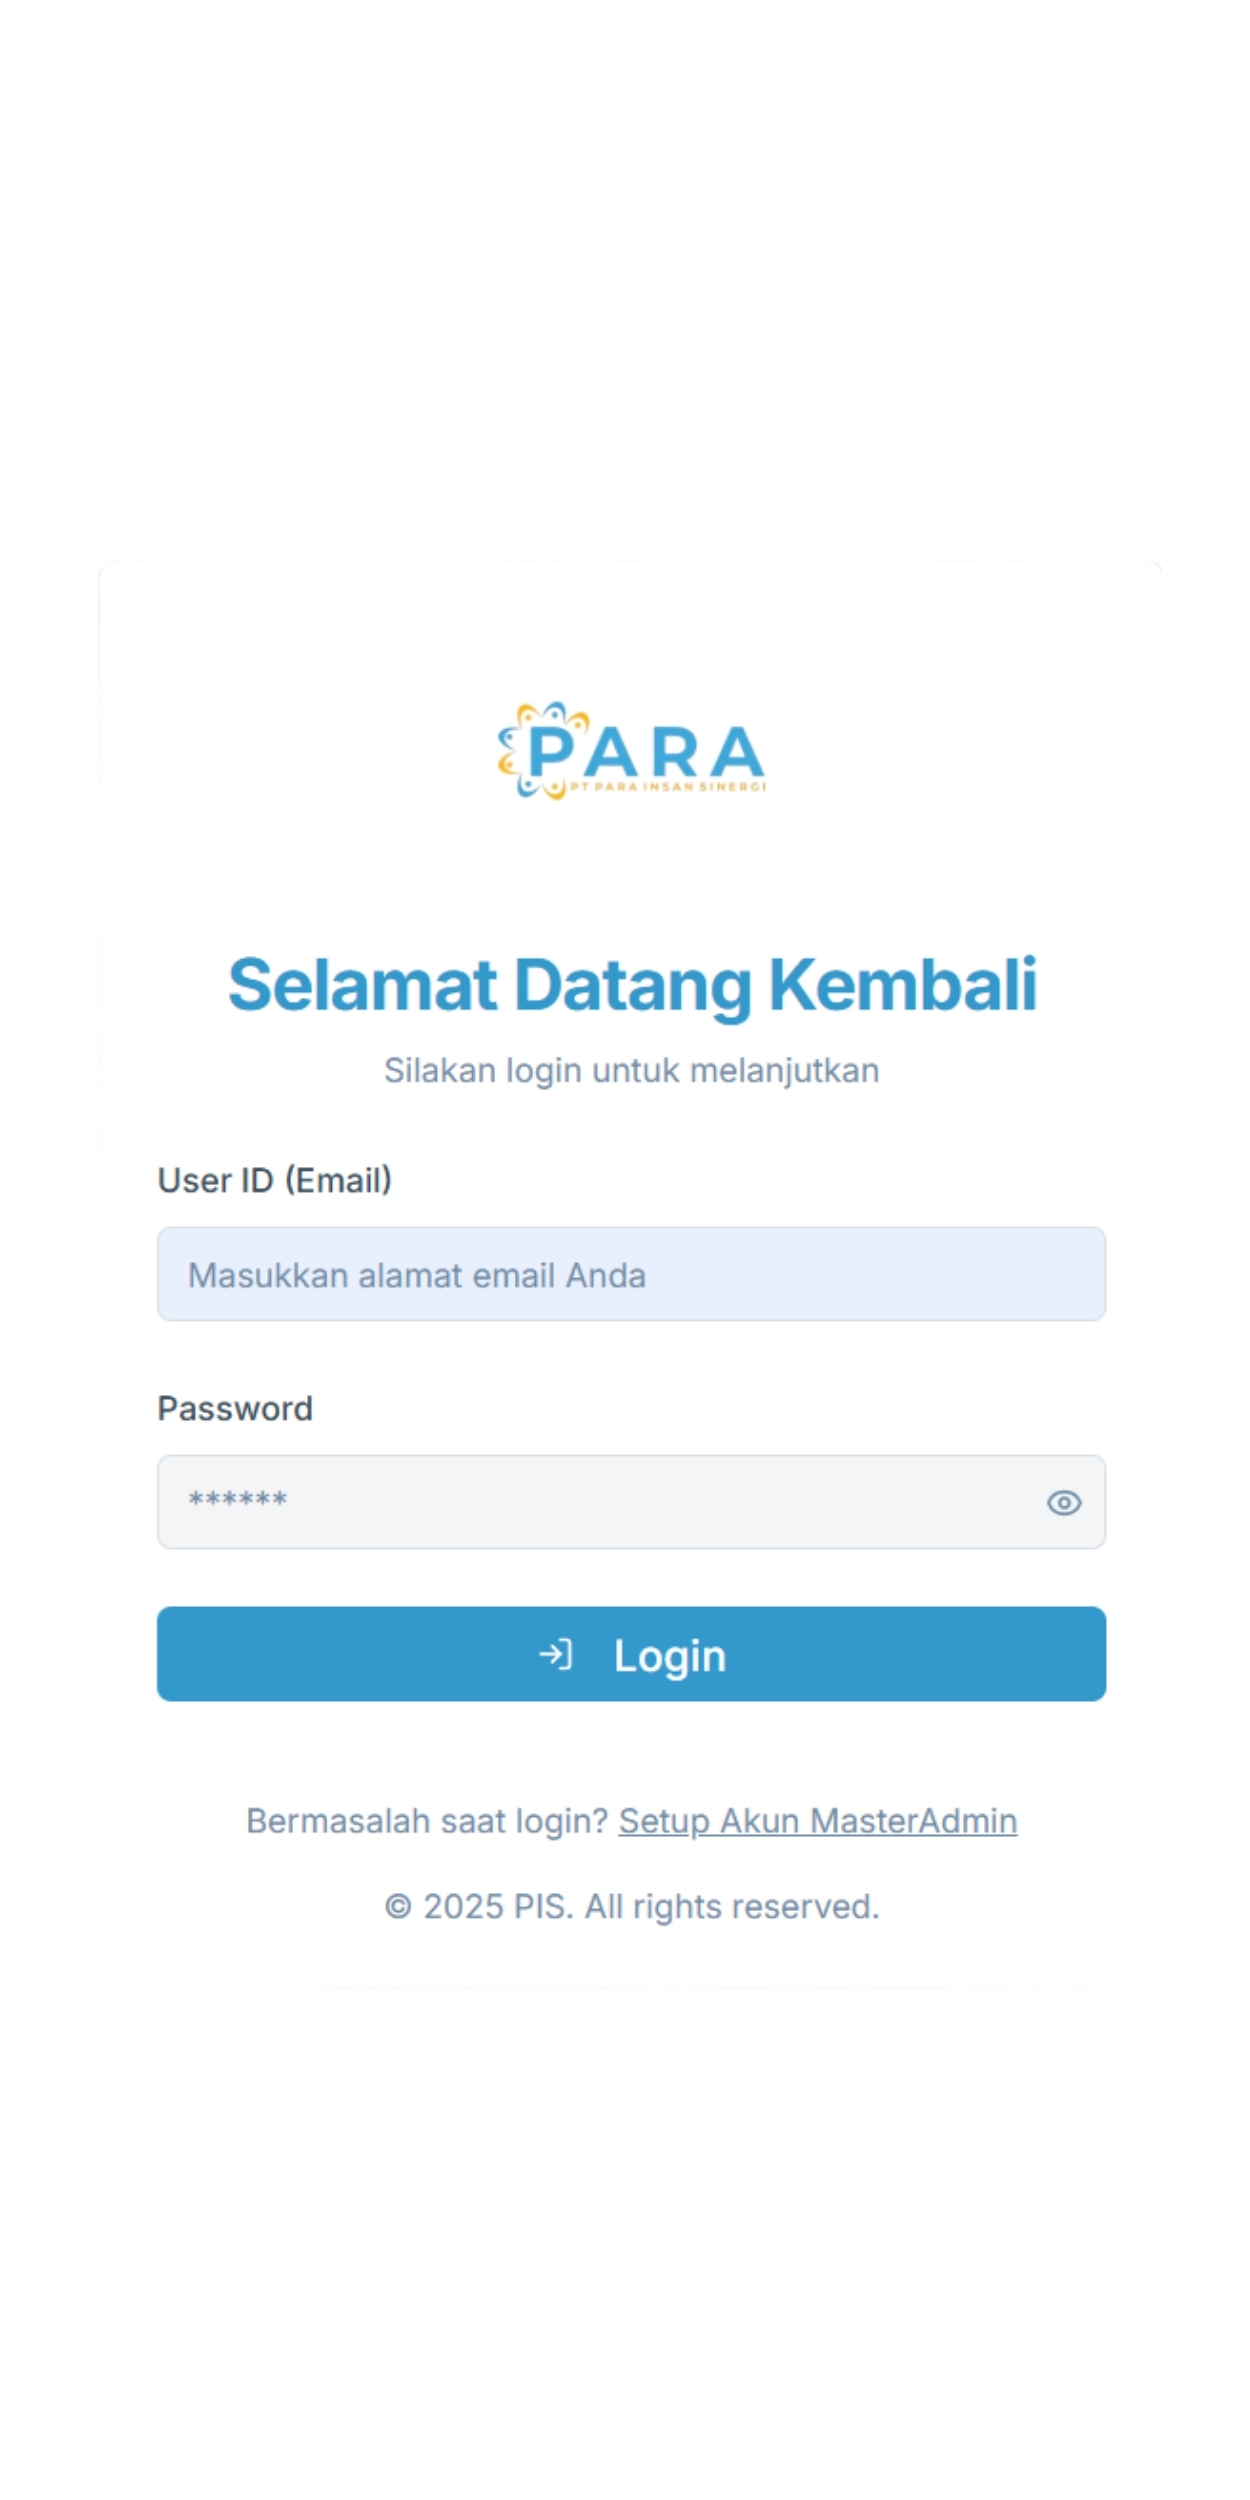 PARA
PT PARA INSAN SINERGI
Selamat Datang Kembali
Silakan login untuk melanjutkan
User ID (Email)
Masukkan alamat email Anda
Password
******
Login
Bermasalah saat login? Setup Akun MasterAdmin
© 2025 PIS. All rights reserved.